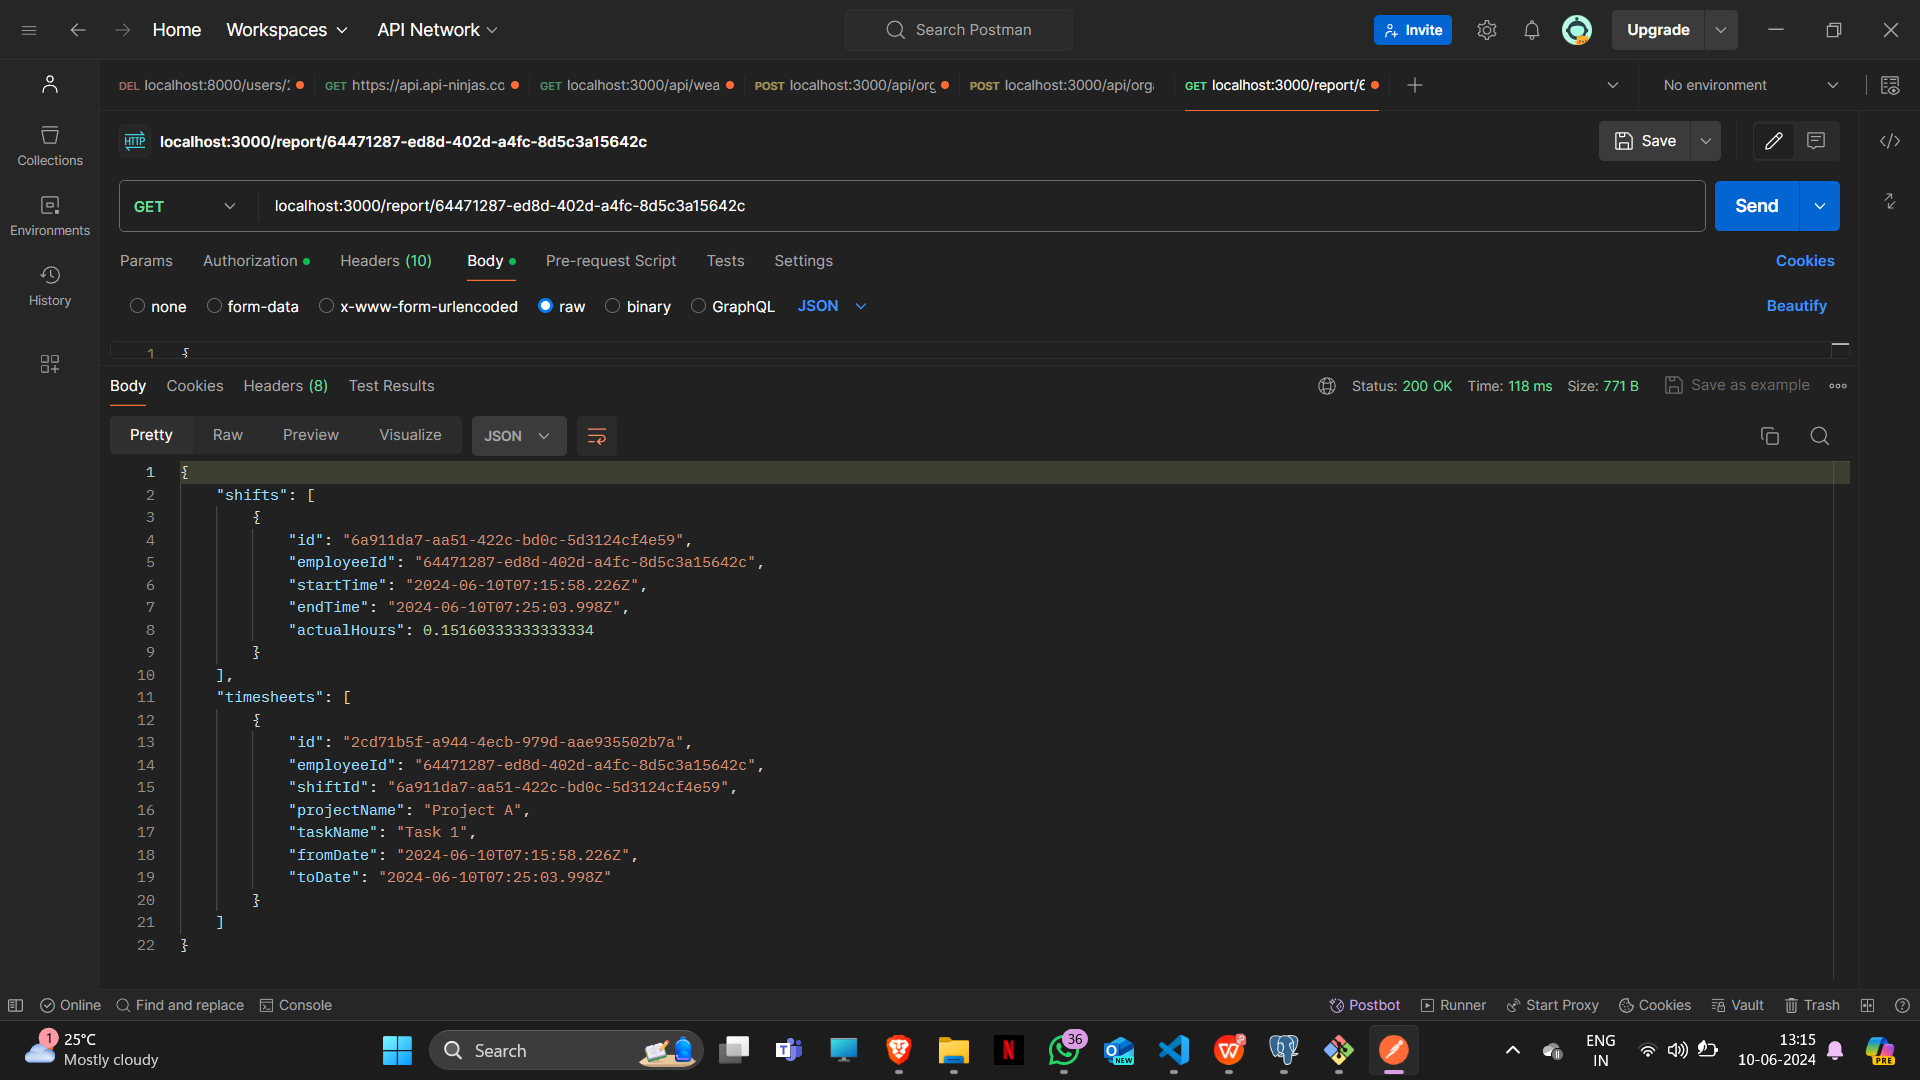 Home Workspaces API Network Search Postman Invite Upgrade
DEL localhost:8000/users/ GET https://api.api-ninjas.co GET localhost:3000/api/wea POST localhost:3000/api/org POST localhost:3000/api/orga GET localhost:3000/report/6 No environment
HTTP localhost:3000/report/64471287-ed8d-402d-a4fc-8d5c3a15642c Save
Collections
GET localhost:3000/report/64471287-ed8d-402d-a4fc-8d5c3a15642c Send
Environments
Params Authorization Headers (10) Body Pre-request Script Tests Settings Cookies
History
none form-data x-www-form-urlencoded raw binary GraphQL JSON Beautify
1 {
Body Cookies Headers (8) Test Results Status: 200 OK Time: 118 ms Size: 771 B Save as example
Pretty Raw Preview Visualize JSON
1 {
2 "shifts": [
3 {
4 "id": "6a911da7-aa51-422c-bd0c-5d3124cf4e59",
5 "employeeId": "64471287-ed8d-402d-a4fc-8d5c3a15642c",
6 "startTime": "2024-06-10T07:15:58.226Z",
7 "endTime": "2024-06-10T07:25:03.998Z",
8 "actualHours": 0.15160333333333334
9 }
10 ],
11 "timesheets": [
12 {
13 "id": "2cd71b5f-a944-4ecb-979d-aae935502b7a",
14 "employeeId": "64471287-ed8d-402d-a4fc-8d5c3a15642c",
15 "shiftId": "6a911da7-aa51-422c-bd0c-5d3124cf4e59",
16 "projectName": "Project A",
17 "taskName": "Task 1",
18 "fromDate": "2024-06-10T07:15:58.226Z",
19 "toDate": "2024-06-10T07:25:03.998Z"
20 }
21 ]
22 }
Online Find and replace Console Postbot Runner Start Proxy Cookies Vault Trash
1 25°C
Mostly cloudy
Search
36
NEW
ENG
IN
13:15
10-06-2024
PRE